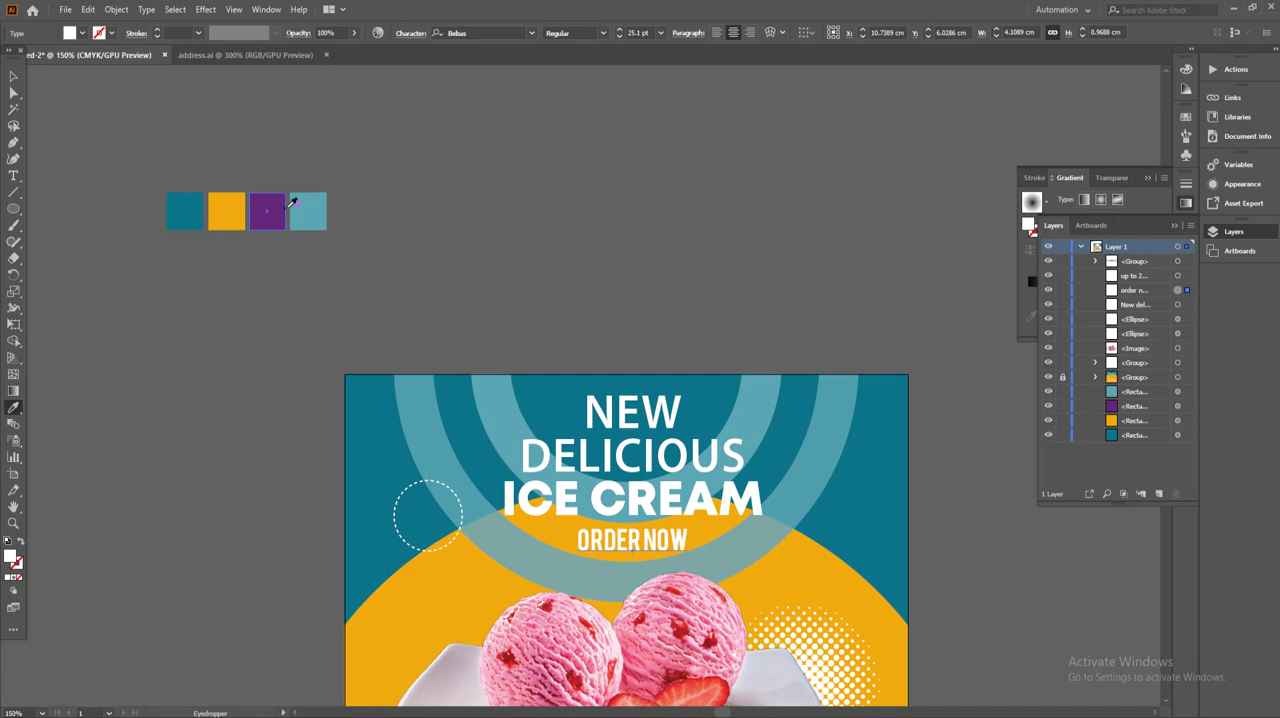 Ai File Edit Object Type Select Effect View Window Help Automation Search Adobe Stock
Type Stroke: Opacity: 100% Character: Bebas Regular 25.1 pt Paragraph: X: 10.7389 cm Y: 6.0286 cm W: 4.1089 cm H: 0.9688 cm
ed-2* @ 150% (CMYK/GPU Preview) × address.ai @ 300% (RGB/GPU Preview) ×
Actions
Links
Libraries
Document Info
Variables
Appearance
Asset Export
Layers
Artboards
Stroke Gradient Transparer
Type:
Layers Artboards
Layer 1
<Group>
up to 2...
order n...
New del...
<Ellipse>
<Ellipse>
<Image>
<Group>
<Group>
<Recta...
<Recta...
<Recta...
<Recta...
1 Layer
NEW
DELICIOUS
ICE CREAM
ORDER NOW
Activate Windows
Go to Settings to activate Windows.
150% 1 Eyedropper